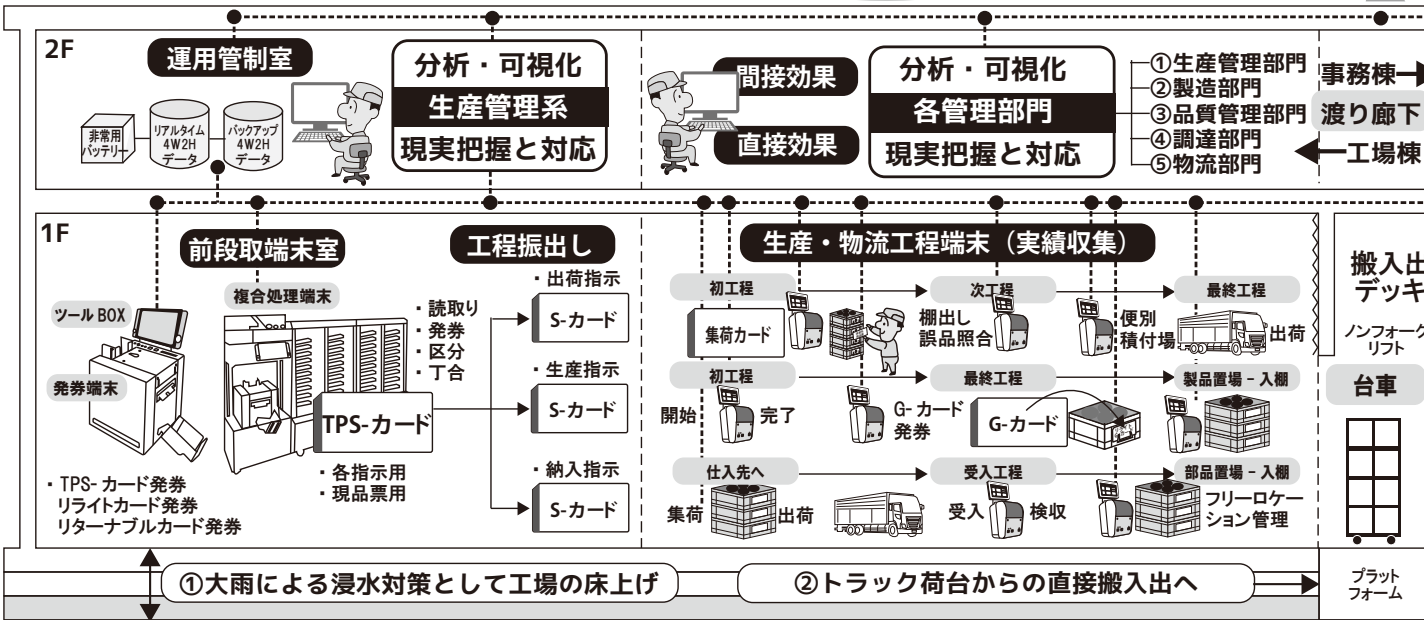 2F
運用管制室
非常用
バッテリー
リアルタイム
4W2H
データ
バックアップ
4W2H
データ
分析・可視化
生産管理系
現実把握と対応
間接効果
直接効果
分析・可視化
各管理部門
現実把握と対応
①生産管理部門
②製造部門
③品質管理部門
④調達部門
⑤物流部門
事務棟
渡り廊下
工場棟
1F
前段取端末室
ツールBOX
発券端末
複合処理端末
・読取り
・発券
・区分
・丁合
TPS-カード
・各指示用
・現品票用
・TPS-カード発券
リライトカード発券
リターナブルカード発券
工程振出し
・出荷指示
S-カード
・生産指示
S-カード
・納入指示
S-カード
生産・物流工程端末（実績収集）
初工程
次工程
最終工程
集荷カード
棚出し
誤品照合
便別
積付場
出荷
初工程
最終工程
製品置場－入棚
開始
完了
G-カード
発券
G-カード
仕入先へ
受入工程
部品置場－入棚
集荷
出荷
受入
検収
フリーロケー
ション管理
搬入出
デッキ
ノンフォーク
リフト
台車
プラット
フォーム
①大雨による浸水対策として工場の床上げ
②トラック荷台からの直接搬入出へ